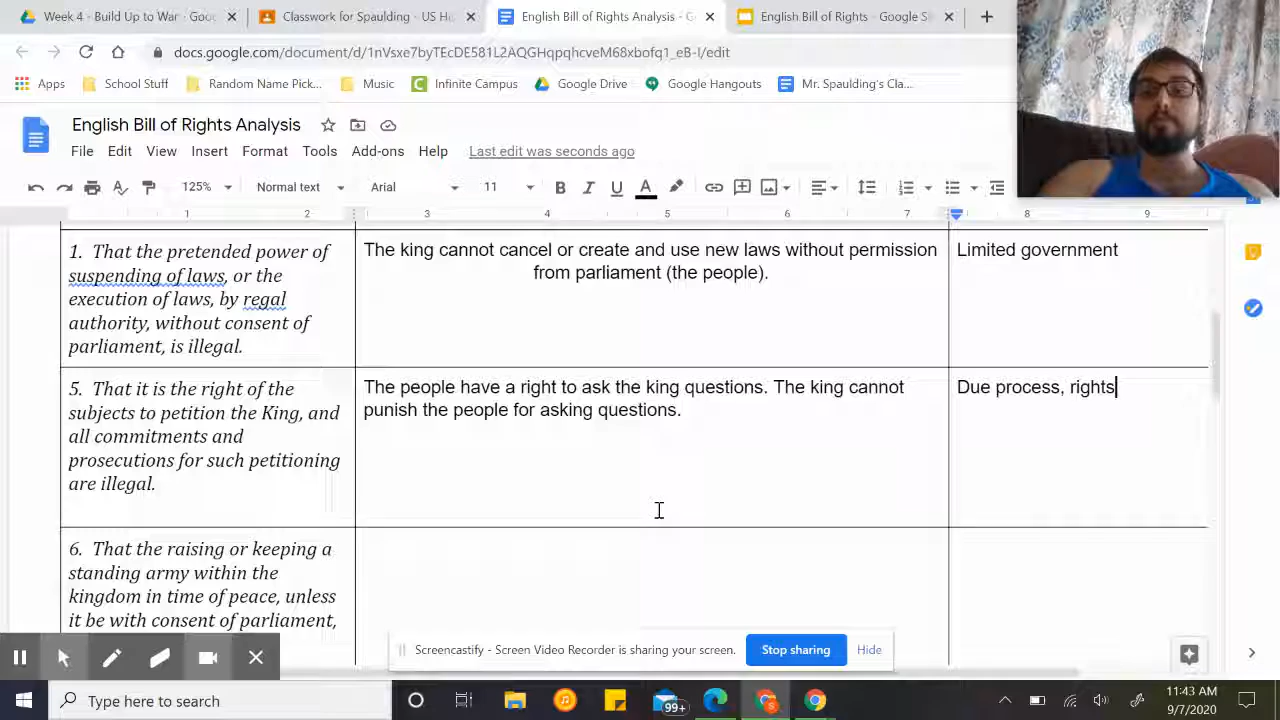 Week 4 - Build Up to War - Goo
Classwork for Spaulding - US H
English Bill of Rights Analysis - G
English Bill of Rights - Google S
docs.google.com/document/d/1nVsxe7byTEcDE581L2AQGHqpqhcveM68xbofq1_eB-I/edit
Apps
School Stuff
Random Name Pick...
Music
Infinite Campus
Google Drive
Google Hangouts
Mr. Spaulding's Cla...
English Bill of Rights Analysis
File Edit View Insert Format Tools Add-ons Help Last edit was seconds ago
125% Normal text Arial 11 B I U A
1 2 3 4 5 6 7 8 9
1. That the pretended power of
suspending of laws, or the
execution of laws, by regal
authority, without consent of
parliament, is illegal.
The king cannot cancel or create and use new laws without permission
from parliament (the people).
Limited government
5. That it is the right of the
subjects to petition the King, and
all commitments and
prosecutions for such petitioning
are illegal.
The people have a right to ask the king questions. The king cannot
punish the people for asking questions.
Due process, rights
6. That the raising or keeping a
standing army within the
kingdom in time of peace, unless
it be with consent of parliament,
Screencastify - Screen Video Recorder is sharing your screen.
Stop sharing
Hide
Type here to search
99+
11:43 AM
9/7/2020